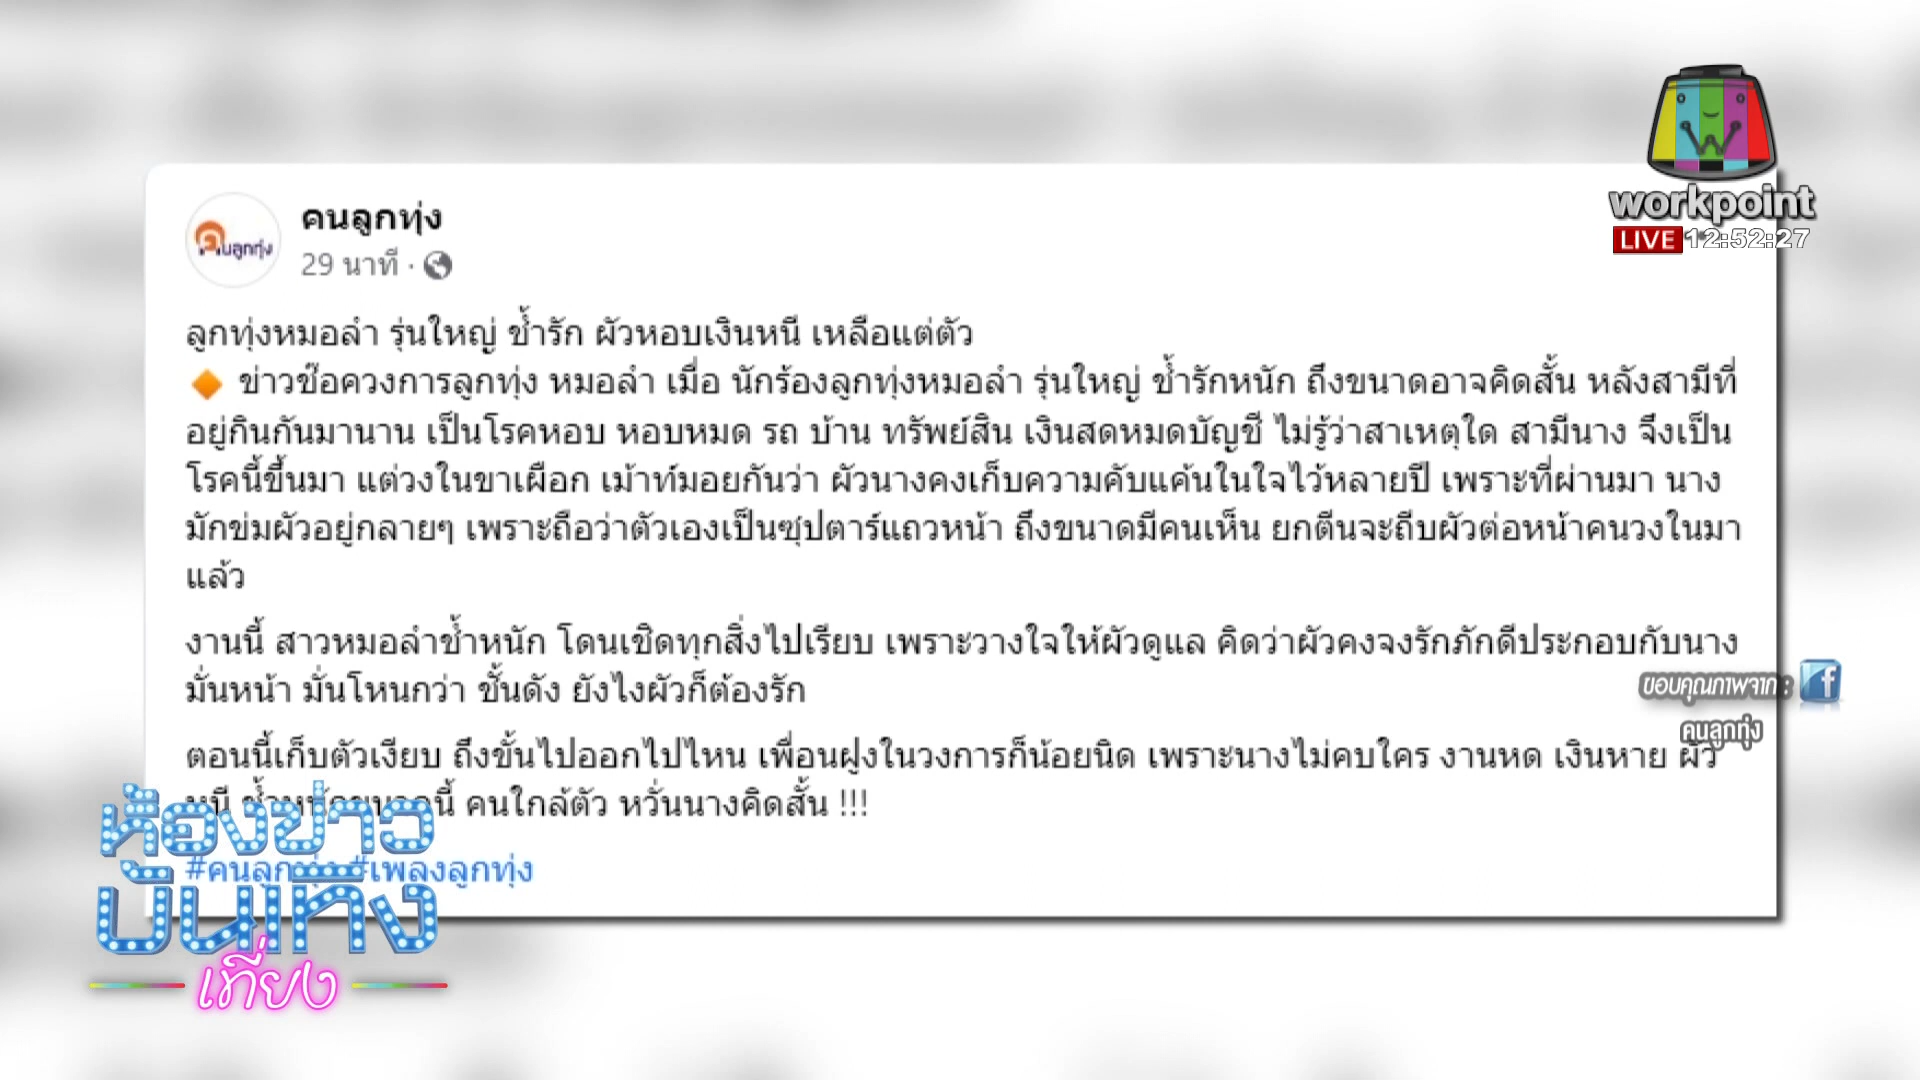 workpoint
LIVE 12:52:27
คนลูกทุ่ง
คนลูกทุ่ง
29 นาที ·
ลูกทุ่งหมอลำ รุ่นใหญ่ ช้ำรัก ผัวหอบเงินหนี เหลือแต่ตัว
🔶 ข่าวช๊อควงการลูกทุ่ง หมอลำ เมื่อ นักร้องลูกทุ่งหมอลำ รุ่นใหญ่ ช้ำรักหนัก ถึงขนาดอาจคิดสั้น หลังสามีที่
อยู่กินกันมานาน เป็นโรคหอบ หอบหมด รถ บ้าน ทรัพย์สิน เงินสดหมดบัญชี ไม่รู้ว่าสาเหตุใด สามีนาง จึงเป็น
โรคนี้ขึ้นมา แต่วงในขาเผือก เม้าท์มอยกันว่า ผัวนางคงเก็บความคับแค้นในใจไว้หลายปี เพราะที่ผ่านมา นาง
มักข่มผัวอยู่กลายๆ เพราะถือว่าตัวเองเป็นซุปตาร์แถวหน้า ถึงขนาดมีคนเห็น ยกตีนจะถีบผัวต่อหน้าคนวงในมา
แล้ว
งานนี้ สาวหมอลำช้ำหนัก โดนเชิดทุกสิ่งไปเรียบ เพราะวางใจให้ผัวดูแล คิดว่าผัวคงจงรักภักดีประกอบกับนาง
มั่นหน้า มั่นโหนกว่า ชั้นดัง ยังไงผัวก็ต้องรัก
ตอนนี้เก็บตัวเงียบ ถึงขั้นไปออกไปไหน เพื่อนฝูงในวงการก็น้อยนิด เพราะนางไม่คบใคร งานหด เงินหาย ผัว
หนี ช้ำหนักขนาดนี้ คนใกล้ตัว หวั่นนางคิดสั้น !!!
#คนลูกทุ่ง #เพลงลูกทุ่ง
ขอบคุณภาพจาก :
คนลูกทุ่ง
ห้องข่าว
บันเทิง
เที่ยง